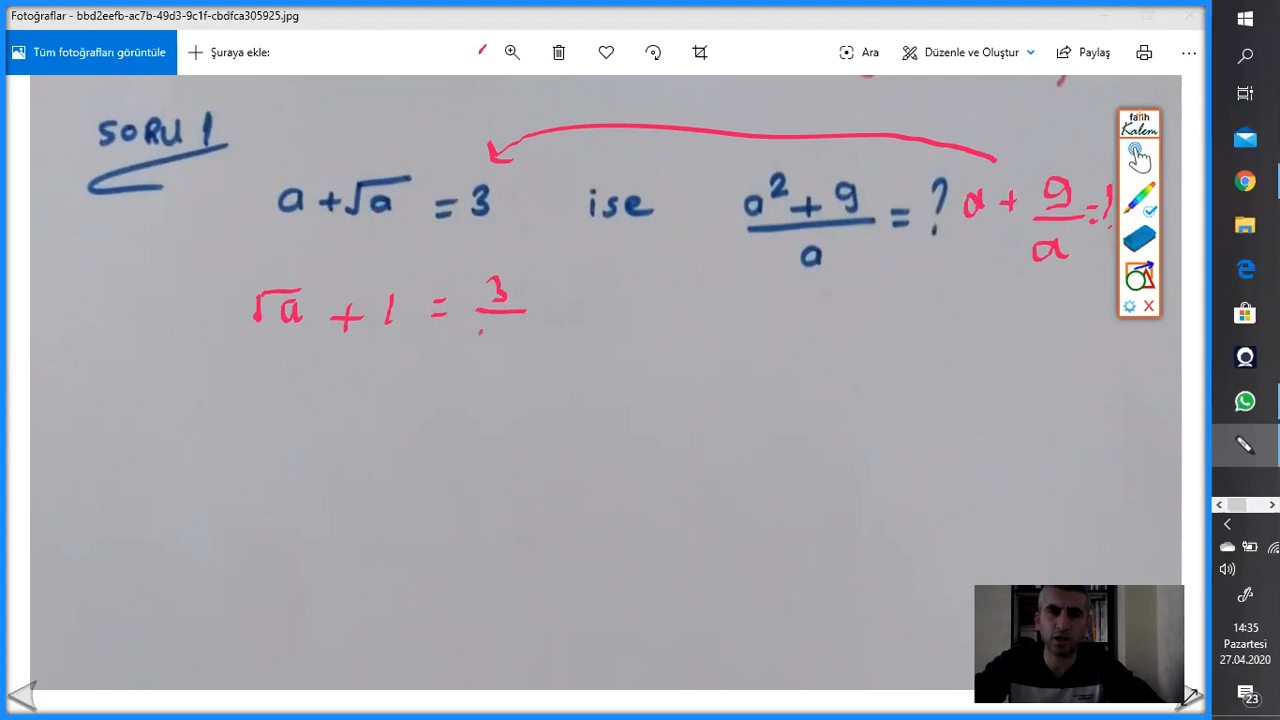 Fotoğraflar - bbd2eefb-ac7b-49d3-9c1f-cbdfca305925.jpg
Tüm fotoğrafları görüntüle
Şuraya ekle:
Ara
Düzenle ve Oluştur
Paylaş
SORU 1
a + √a = 3 ise (a² + 9)/a = ? a + 9/a = ?
√a + 1 = 3
fatih
Kalem
14:35
Pazartesi
27.04.2020
23